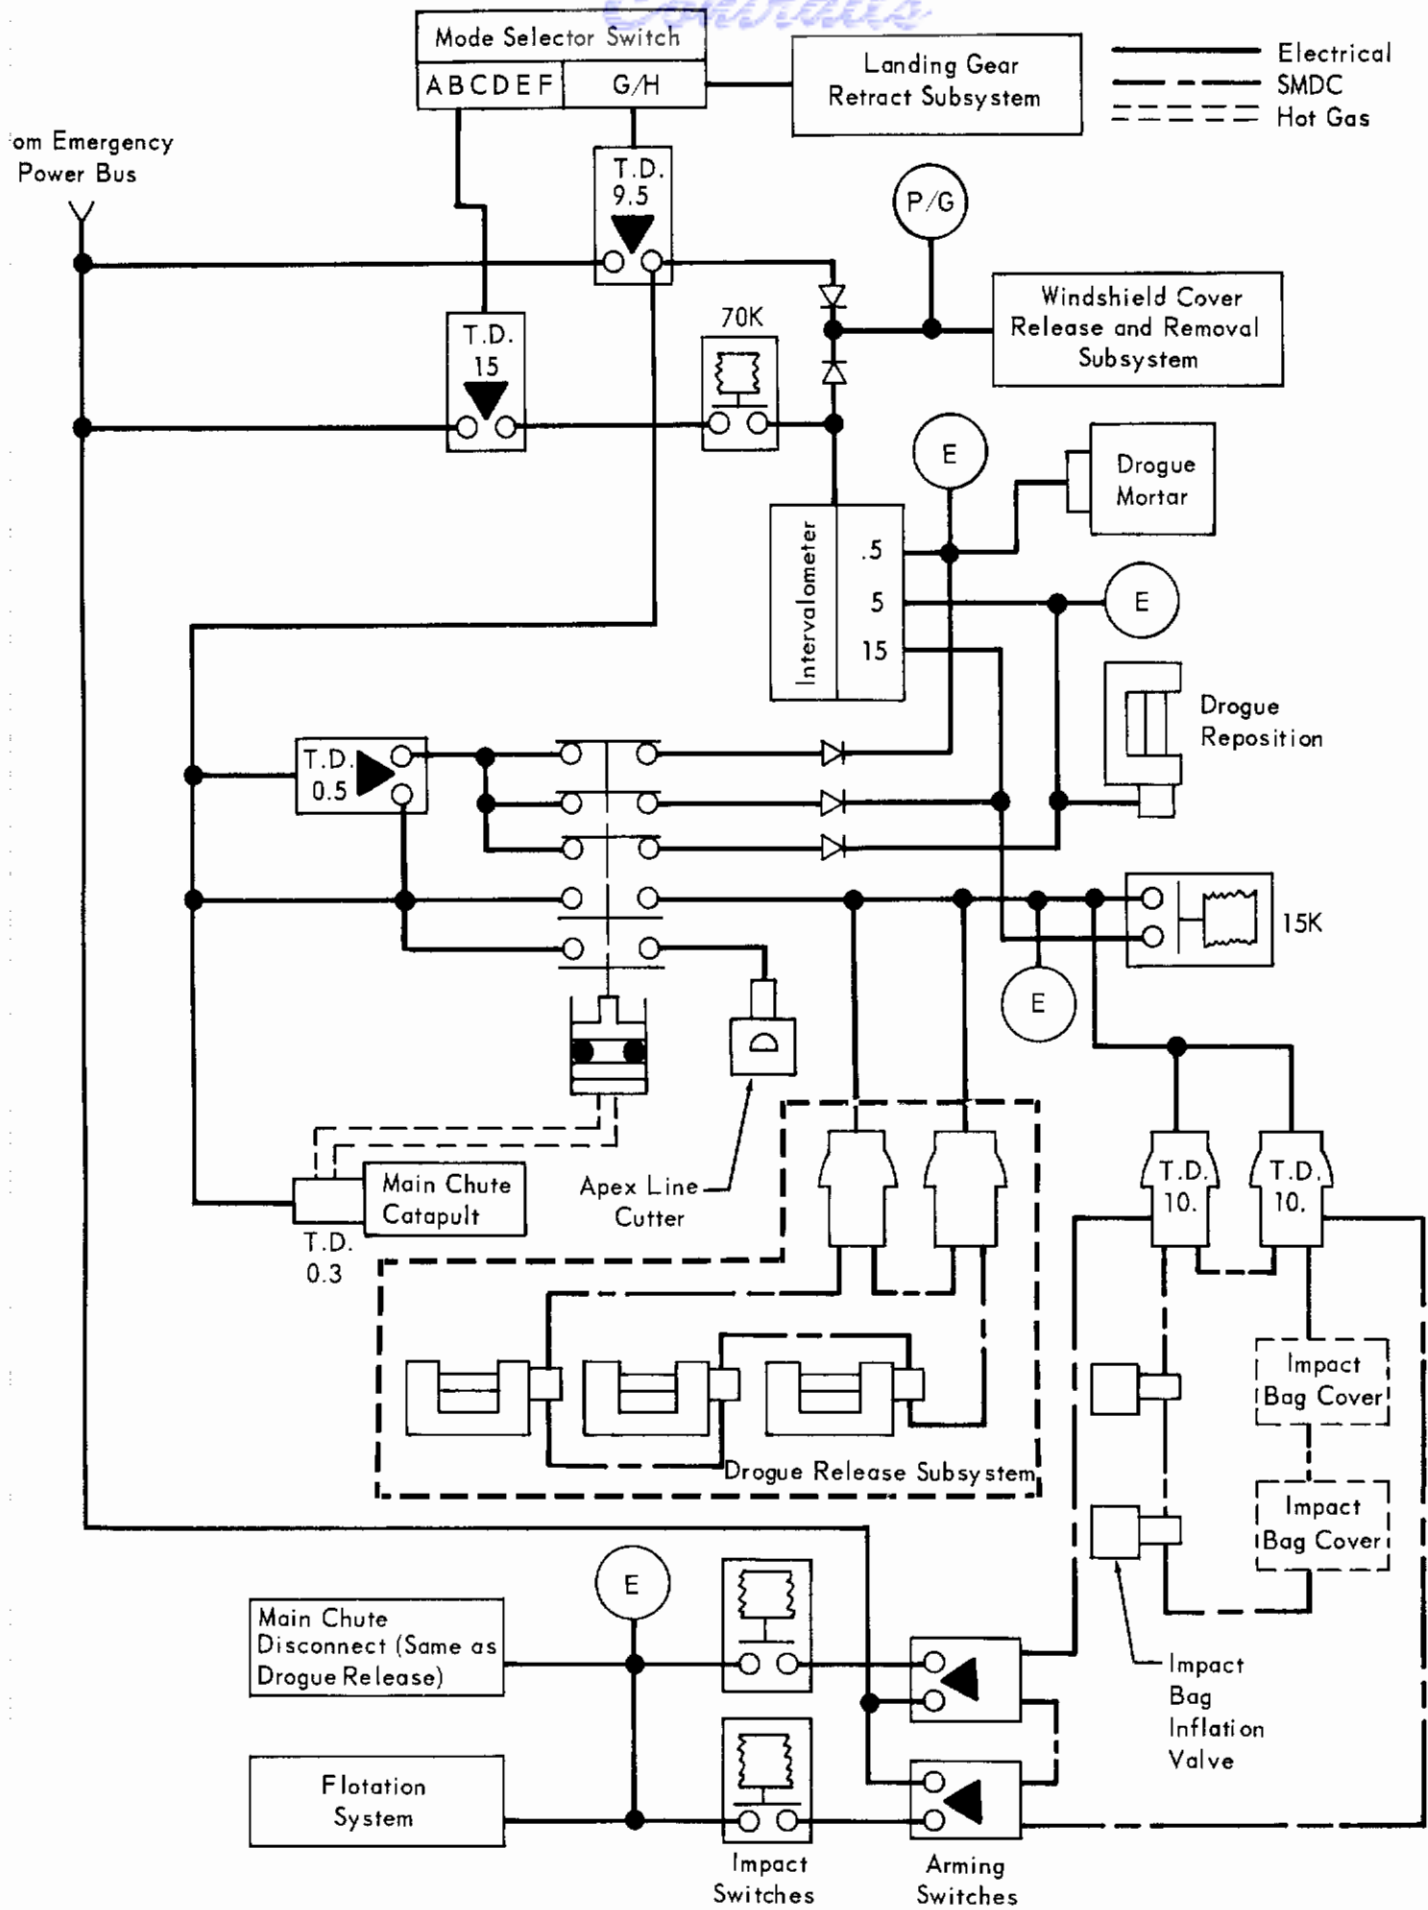 Contrails
Mode Selector Switch
ABCDEF
G/H
Landing Gear
Retract Subsystem
Electrical
SMDC
Hot Gas
om Emergency
Power Bus
T.D.
9.5
P/G
Windshield Cover
Release and Removal
Subsystem
T.D.
15
70K
E
Drogue
Mortar
Intervalometer
.5
5
15
E
Drogue
Reposition
T.D.
0.5
15K
E
Main Chute
Catapult
T.D.
0.3
Apex Line
Cutter
T.D.
10.
T.D.
10.
Impact
Bag Cover
Drogue Release Subsystem
Impact
Bag Cover
E
Main Chute
Disconnect (Same as
Drogue Release)
Impact
Bag
Inflation
Valve
Flotation
System
Impact
Switches
Arming
Switches